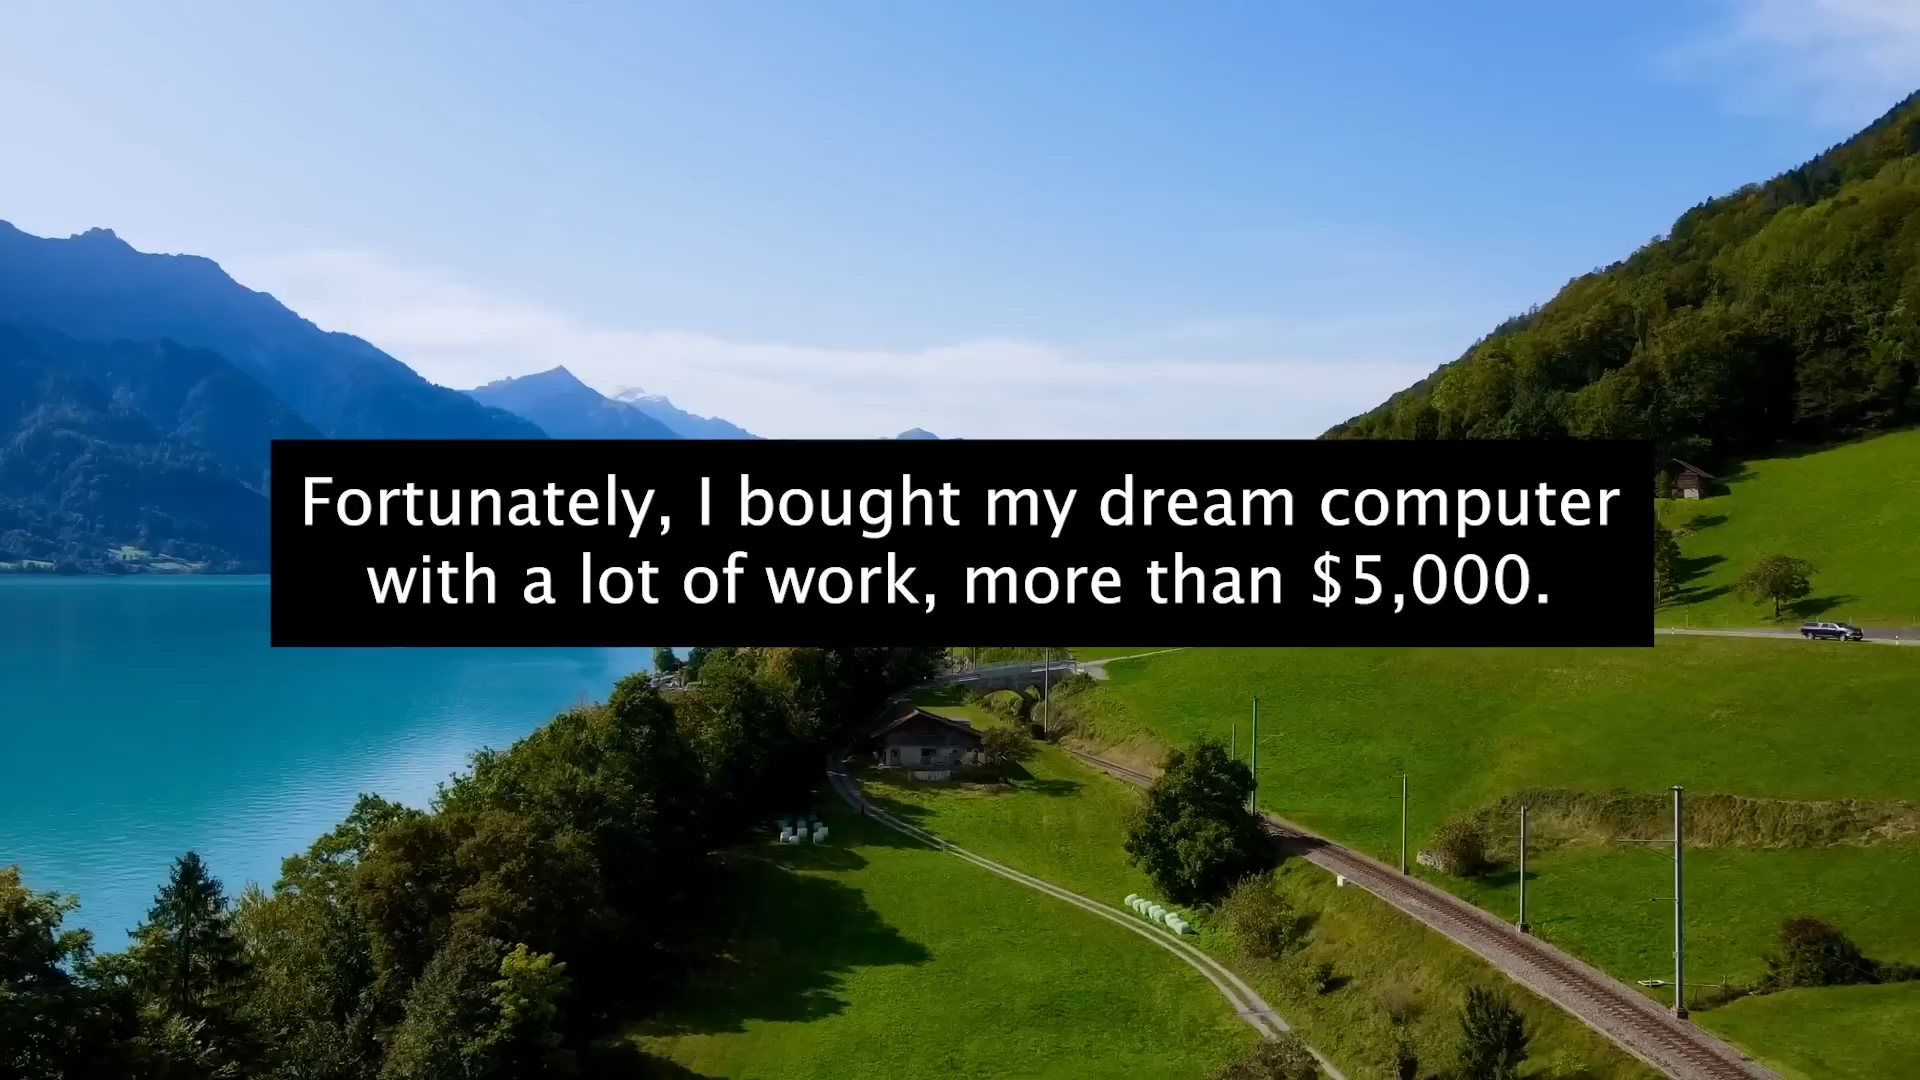 Fortunately, I bought my dream computer
with a lot of work, more than $5,000.